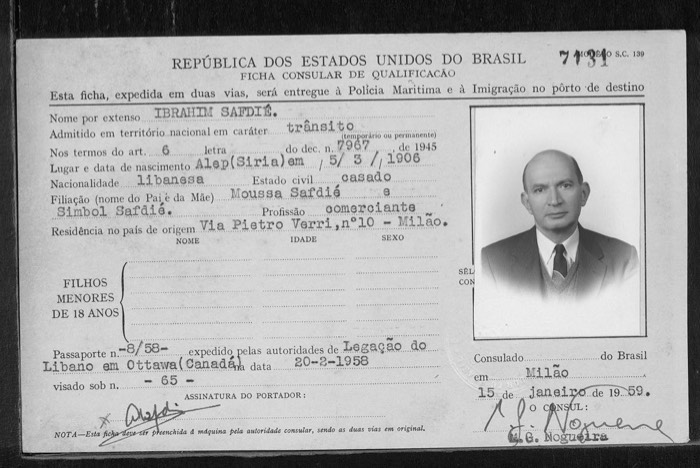 REPÚBLICA DOS ESTADOS UNIDOS DO BRASIL
7731 S.C. 139
FICHA CONSULAR DE QUALIFICACÃO
Esta ficha, expedida em duas vias, será entregue à Polícia Marítima e à Imigração no pôrto de destino
Nome por extenso IBRAHIM SAFDIÉ.
Admitido em território nacional em caráter trânsito
(temporário ou permanente)
Nos termos do art. 6 letra do dec. n. 7967 , de 1945
Lugar e data de nascimento Alep(Siria)em , 5/ 3 /, 1906
Nacionalidade libanesa Estado civil casado
Filiação (nome do Pai e da Mãe) Moussa Safdié e
Simbol Safdié. Profissão comerciante
Residência no país de origem Via Pietro Verri,nº10 - Milão.
NOME IDADE SEXO
FILHOS
MENORES
DE 18 ANOS
SÊL
CON
Passaporte n. -8/58- expedido pelas autoridades de Legação do
Libano em Ottawa(Canadá) na data 20-2-1958
visado sob n. - 65 -
ASSINATURA DO PORTADOR:
x
NOTA—Esta ficha deve ser preenchida à máquina pela autoridade consular, sendo as duas vias em original.
Consulado do Brasil
em Milão
15 de janeiro de 1959.
O CONSUL:
M.G. Nogueira